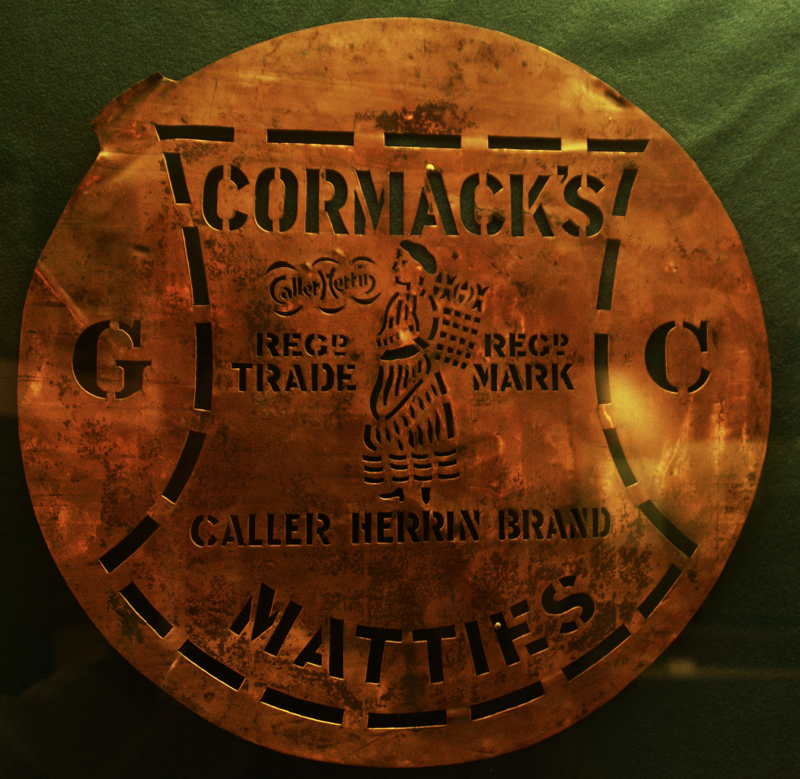 CORMACK'S
Caller Herrin
REGD REGD
TRADE MARK
G C
CALLER HERRIN BRAND
MATTIES